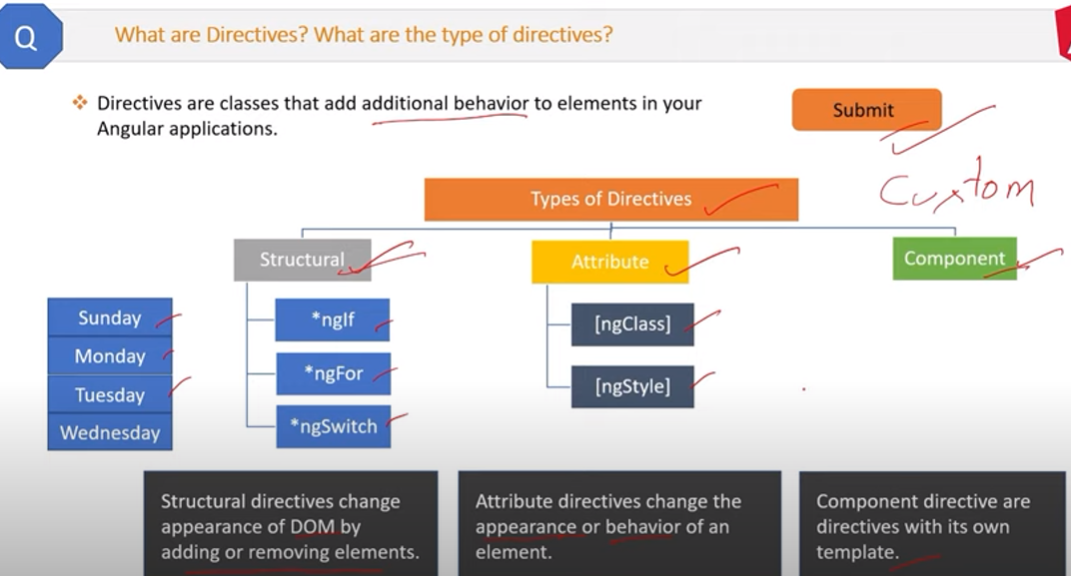 Q
What are Directives? What are the type of directives?
Directives are classes that add additional behavior to elements in your
Angular applications.
Submit
Custom
Types of Directives
Structural
Attribute
Component
Sunday
Monday
Tuesday
Wednesday
*ngIf
*ngFor
*ngSwitch
[ngClass]
[ngStyle]
Structural directives change
appearance of DOM by
adding or removing elements.
Attribute directives change the
appearance or behavior of an
element.
Component directive are
directives with its own
template.